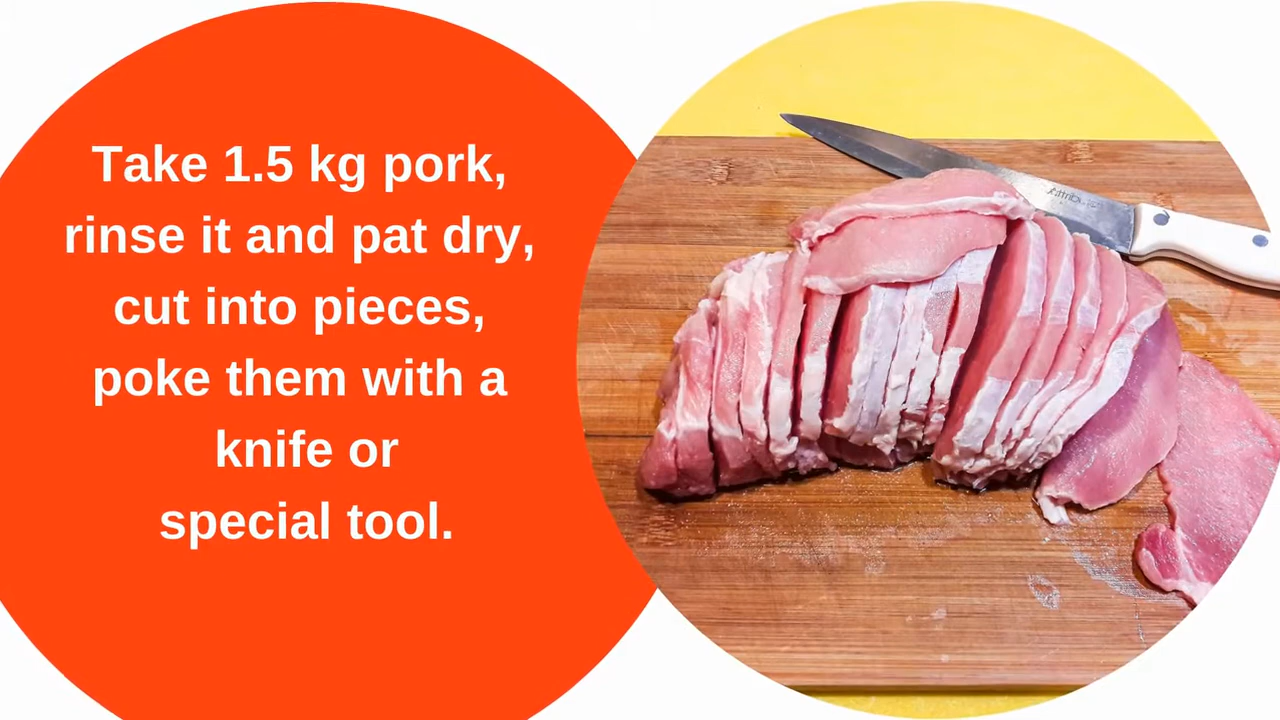 Take 1.5 kg pork,
rinse it and pat dry,
cut into pieces,
poke them with a
knife or
special tool.